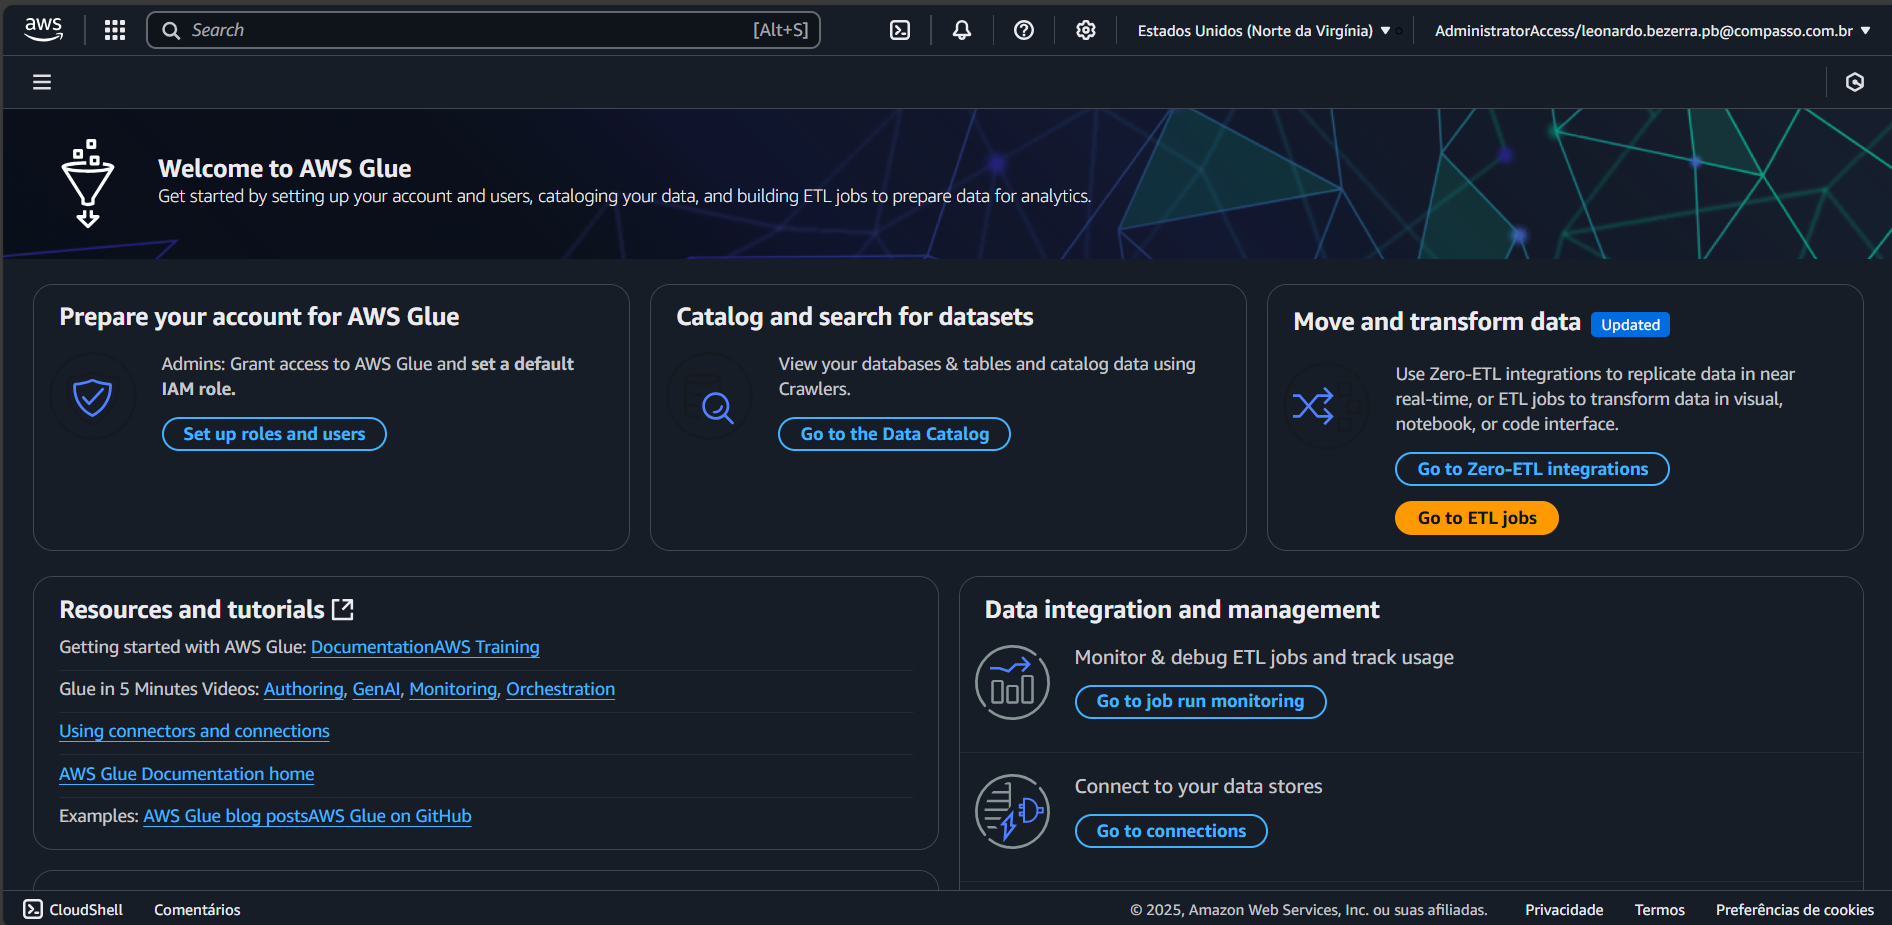 aws
Search [Alt+S]
Estados Unidos (Norte da Virgínia)
AdministratorAccess/leonardo.bezerra.pb@compasso.com.br
Welcome to AWS Glue
Get started by setting up your account and users, cataloging your data, and building ETL jobs to prepare data for analytics.
Prepare your account for AWS Glue
Admins: Grant access to AWS Glue and set a default
IAM role.
Set up roles and users
Catalog and search for datasets
View your databases & tables and catalog data using
Crawlers.
Go to the Data Catalog
Move and transform data Updated
Use Zero-ETL integrations to replicate data in near
real-time, or ETL jobs to transform data in visual,
notebook, or code interface.
Go to Zero-ETL integrations
Go to ETL jobs
Resources and tutorials
Getting started with AWS Glue: DocumentationAWS Training
Glue in 5 Minutes Videos: Authoring, GenAI, Monitoring, Orchestration
Using connectors and connections
AWS Glue Documentation home
Examples: AWS Glue blog postsAWS Glue on GitHub
Data integration and management
Monitor & debug ETL jobs and track usage
Go to job run monitoring
Connect to your data stores
Go to connections
CloudShell
Comentários
© 2025, Amazon Web Services, Inc. ou suas afiliadas.
Privacidade
Termos
Preferências de cookies